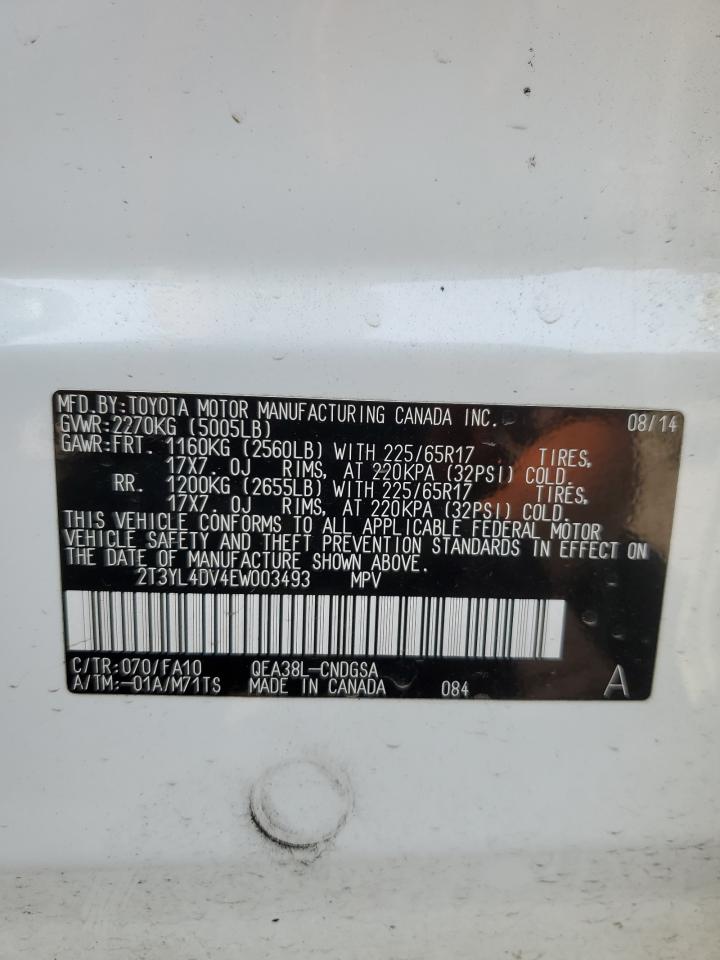 MFD.BY:TOYOTA MOTOR MANUFACTURING CANADA INC. 08/14
GVWR:2270KG (5005LB)
GAWR:FRT. 1160KG (2560LB) WITH 225/65R17 TIRES,
17X7.0J RIMS, AT 220KPA (32PSI) COLD.
RR. 1200KG (2655LB) WITH 225/65R17 TIRES,
17X7.0J RIMS, AT 220KPA (32PSI) COLD.
THIS VEHICLE CONFORMS TO ALL APPLICABLE FEDERAL MOTOR
VEHICLE SAFETY AND THEFT PREVENTION STANDARDS IN EFFECT ON
THE DATE OF MANUFACTURE SHOWN ABOVE.
2T3YL4DV4EW003493 MPV
C/TR:070/FA10 QEA38L-CNDGSA
A/TM:-01A/M71TS MADE IN CANADA 084 A